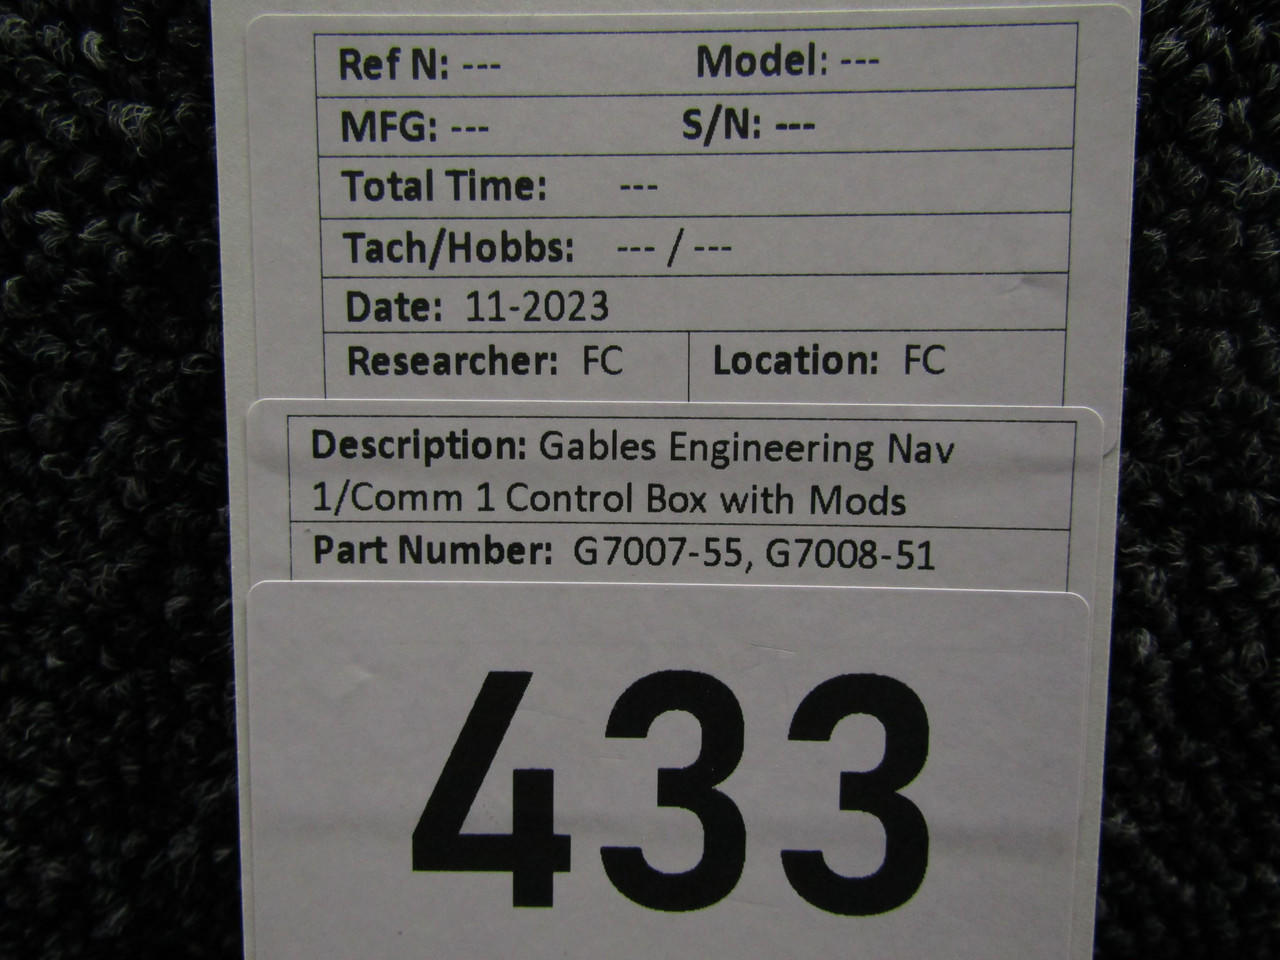 Ref N: --- Model: ---
MFG: --- S/N: ---
Total Time: ---
Tach/Hobbs: --- / ---
Date: 11-2023
Researcher: FC Location: FC
Description: Gables Engineering Nav
1/Comm 1 Control Box with Mods
Part Number: G7007-55, G7008-51
433